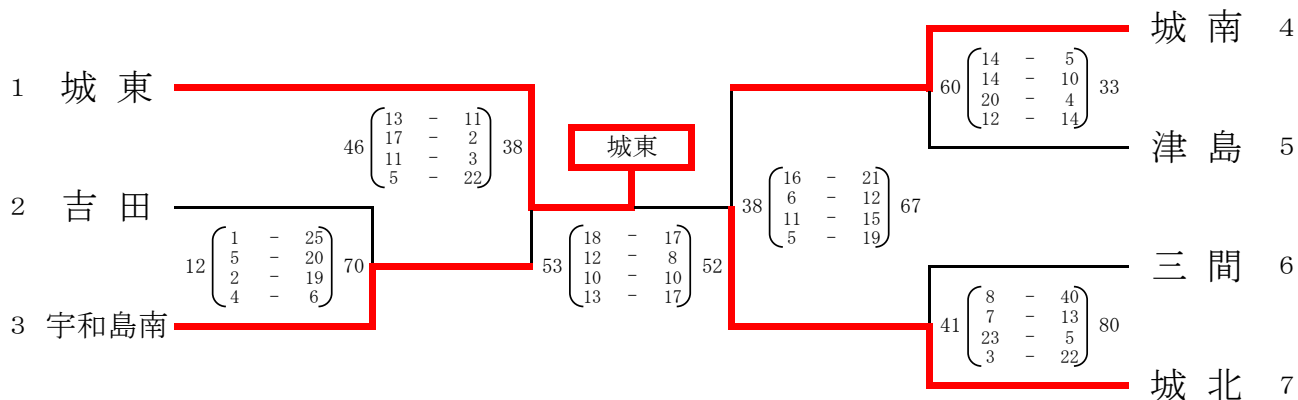 1 城東
2 吉田
3 宇和島南
46
13 - 11
17 - 2
11 - 3
5 - 22
38
12
1 - 25
5 - 20
2 - 19
4 - 6
70
城東
53
18 - 17
12 - 8
10 - 10
13 - 17
52
38
16 - 21
6 - 12
11 - 15
5 - 19
67
60
14 - 5
14 - 10
20 - 4
12 - 14
33
41
8 - 40
7 - 13
23 - 5
3 - 22
80
城南 4
津島 5
三間 6
城北 7